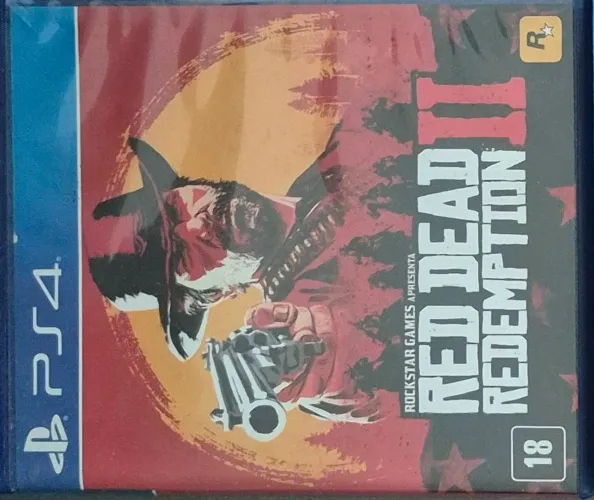 PS4
ROCKSTAR GAMES APRESENTA
RED DEAD
REDEMPTION
II
18
R